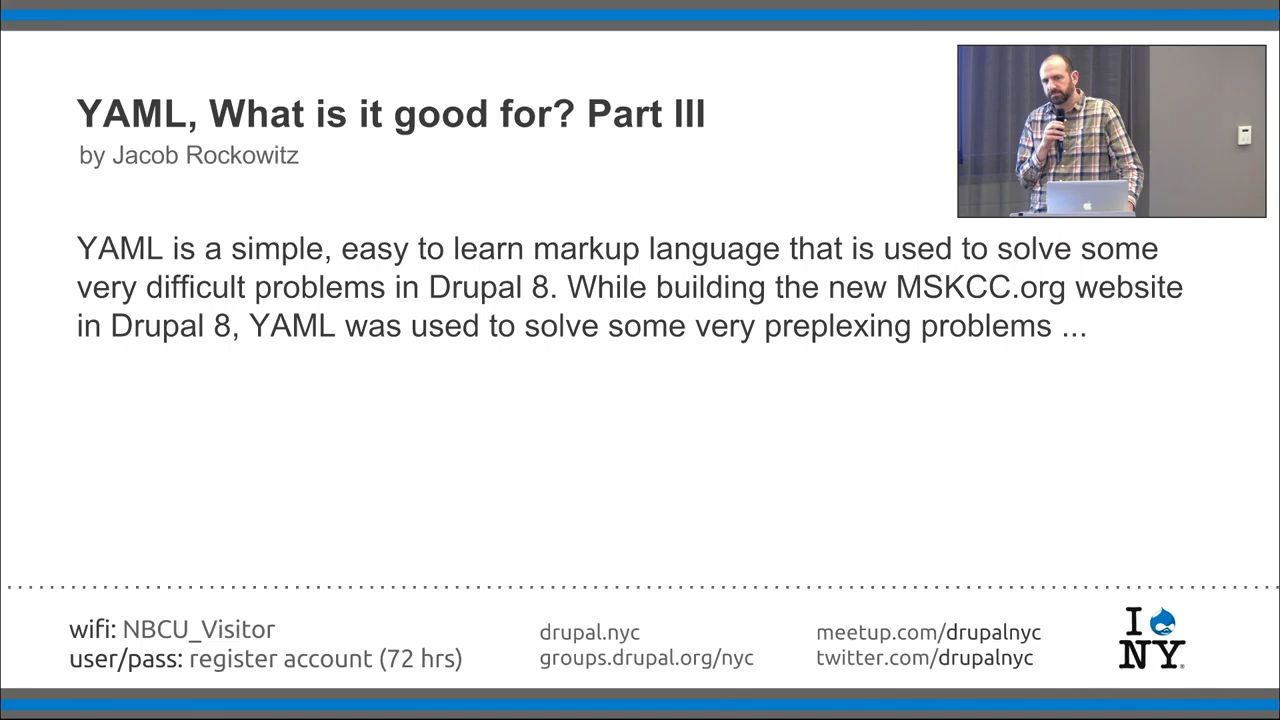 YAML, What is it good for? Part III
by Jacob Rockowitz
YAML is a simple, easy to learn markup language that is used to solve some
very difficult problems in Drupal 8. While building the new MSKCC.org website
in Drupal 8, YAML was used to solve some very preplexing problems ...
wifi: NBCU_Visitor
user/pass: register account (72 hrs)
drupal.nyc
groups.drupal.org/nyc
meetup.com/drupalnyc
twitter.com/drupalnyc
I
NY®